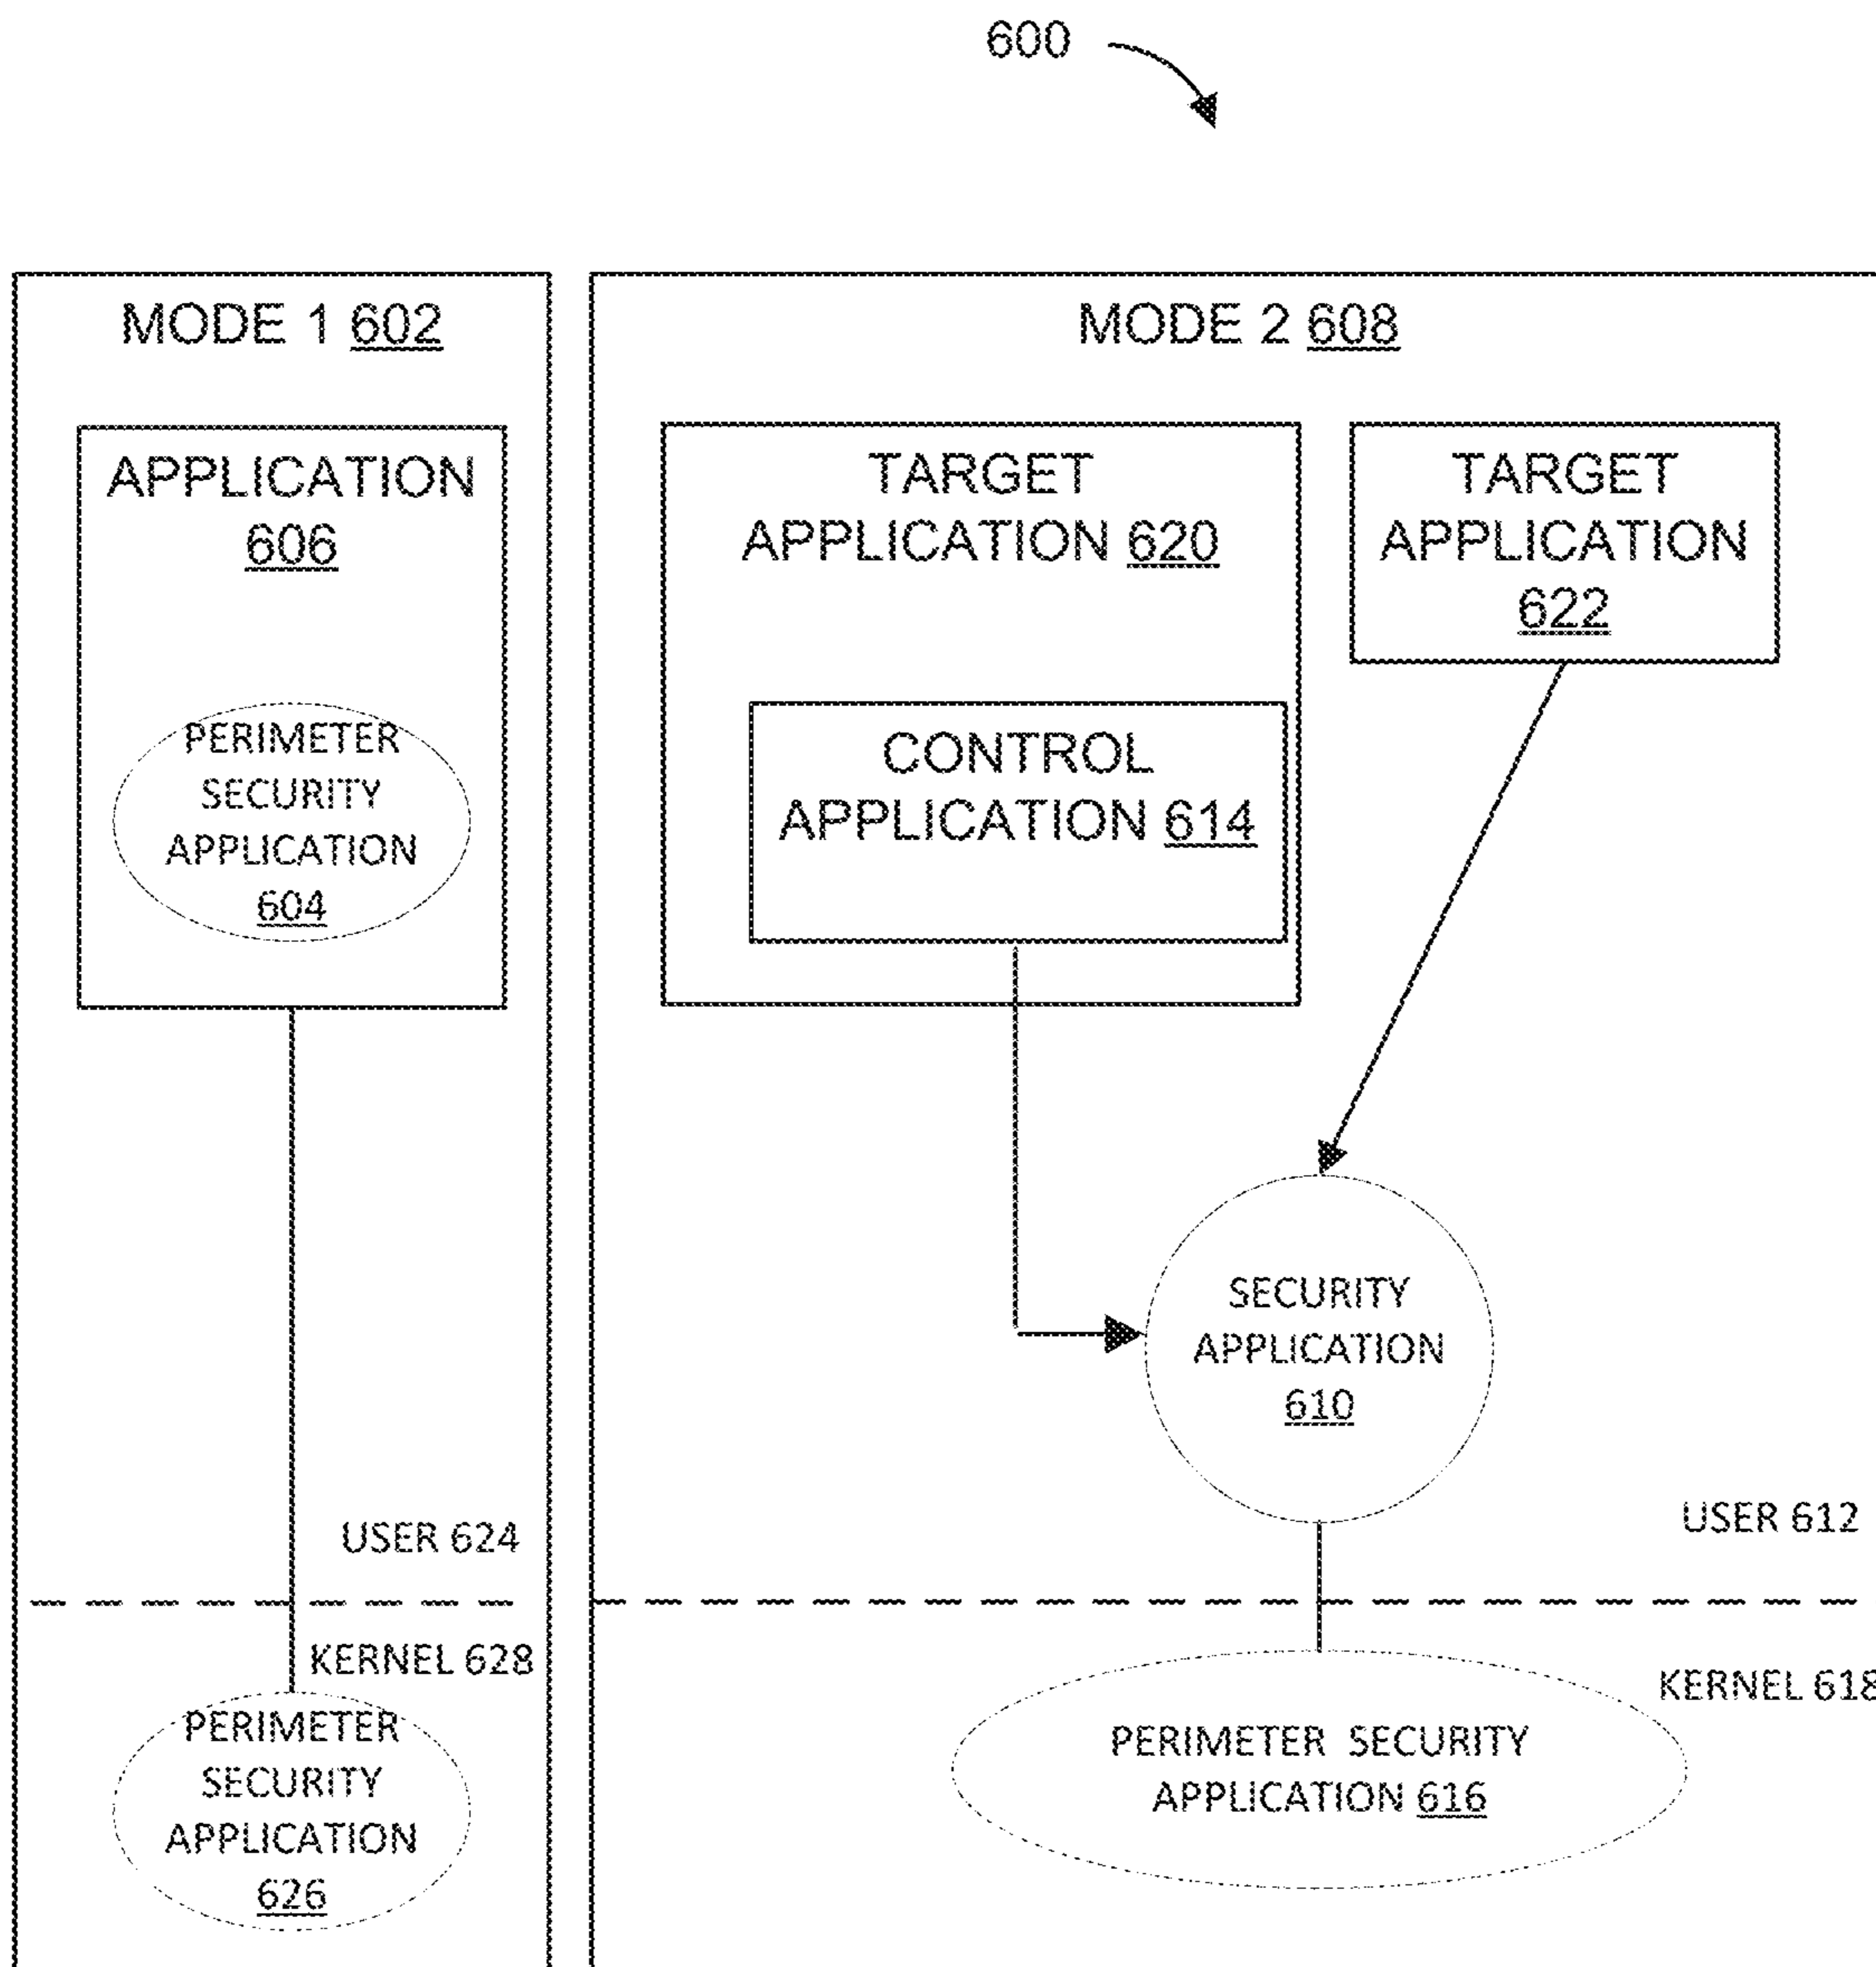 600
MODE 1 602
APPLICATION
606
PERIMETER
SECURITY
APPLICATION
604
USER 624
KERNEL 628
PERIMETER
SECURITY
APPLICATION
626
MODE 2 608
TARGET
APPLICATION 620
CONTROL
APPLICATION 614
TARGET
APPLICATION
622
SECURITY
APPLICATION
610
USER 612
KERNEL 618
PERIMETER SECURITY
APPLICATION 616